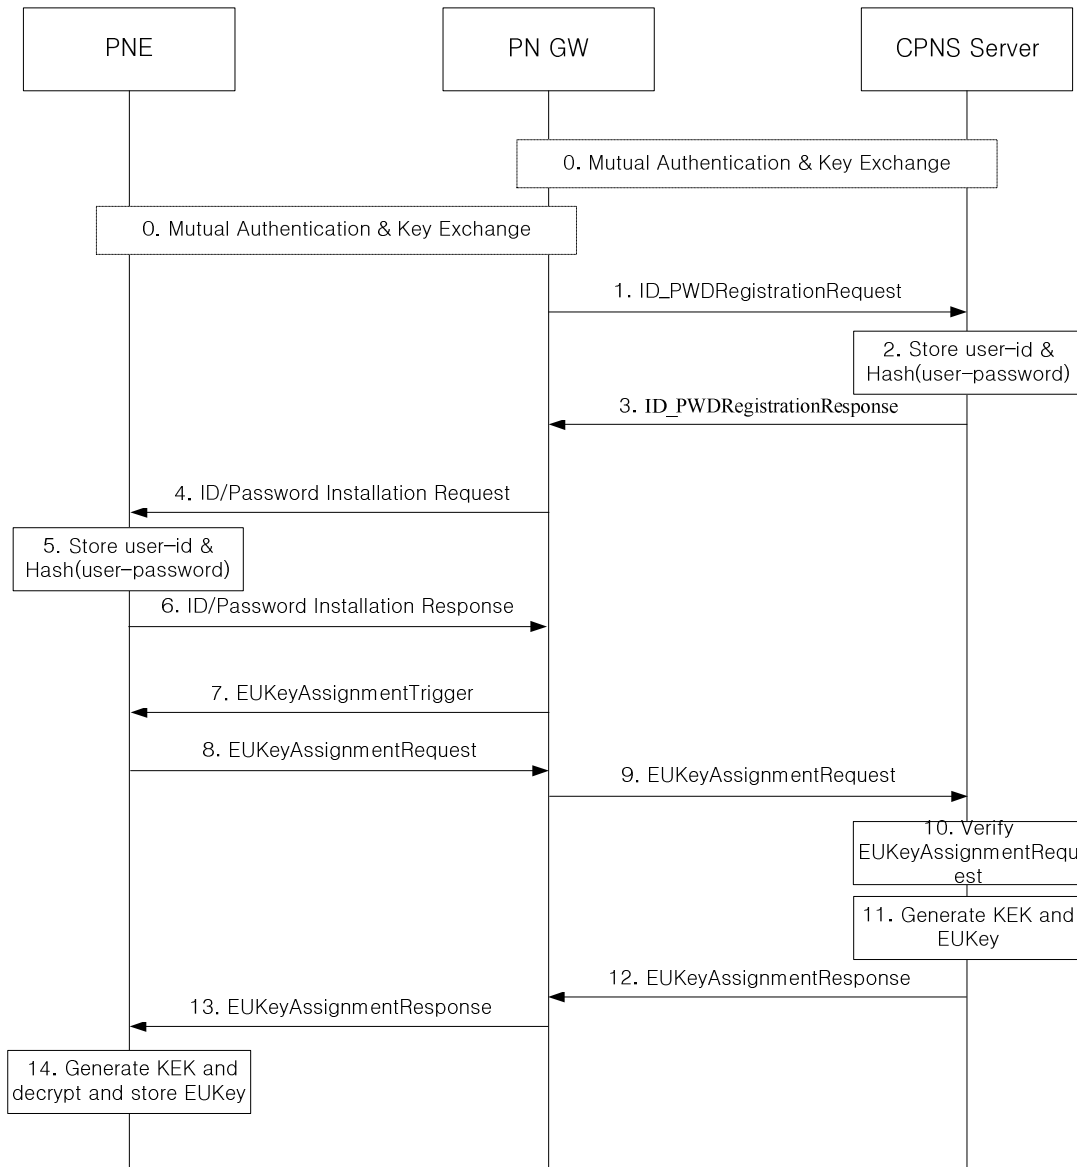 PNE
PN GW
CPNS Server
0. Mutual Authentication & Key Exchange
0. Mutual Authentication & Key Exchange
1. ID_PWDRegistrationRequest
2. Store user-id &
Hash(user-password)
3. ID_PWDRegistrationResponse
4. ID/Password Installation Request
5. Store user-id &
Hash(user-password)
6. ID/Password Installation Response
7. EUKeyAssignmentTrigger
8. EUKeyAssignmentRequest
9. EUKeyAssignmentRequest
10. Verify
EUKeyAssignmentRequ
est
11. Generate KEK and
EUKey
12. EUKeyAssignmentResponse
13. EUKeyAssignmentResponse
14. Generate KEK and
decrypt and store EUKey